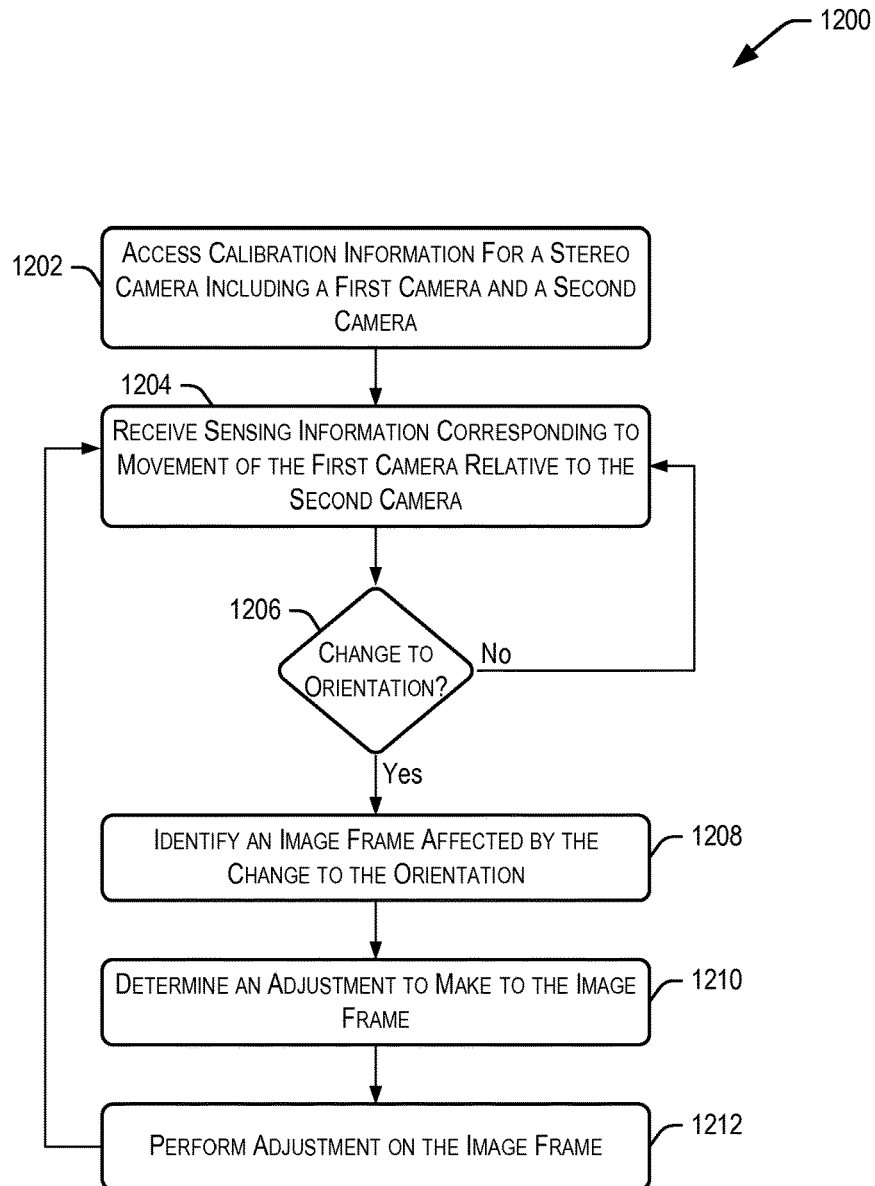 1200
1202
ACCESS CALIBRATION INFORMATION FOR A STEREO
CAMERA INCLUDING A FIRST CAMERA AND A SECOND
CAMERA
1204
RECEIVE SENSING INFORMATION CORRESPONDING TO
MOVEMENT OF THE FIRST CAMERA RELATIVE TO THE
SECOND CAMERA
1206
CHANGE TO
ORIENTATION?
No
Yes
IDENTIFY AN IMAGE FRAME AFFECTED BY THE
CHANGE TO THE ORIENTATION
1208
DETERMINE AN ADJUSTMENT TO MAKE TO THE IMAGE
FRAME
1210
PERFORM ADJUSTMENT ON THE IMAGE FRAME
1212